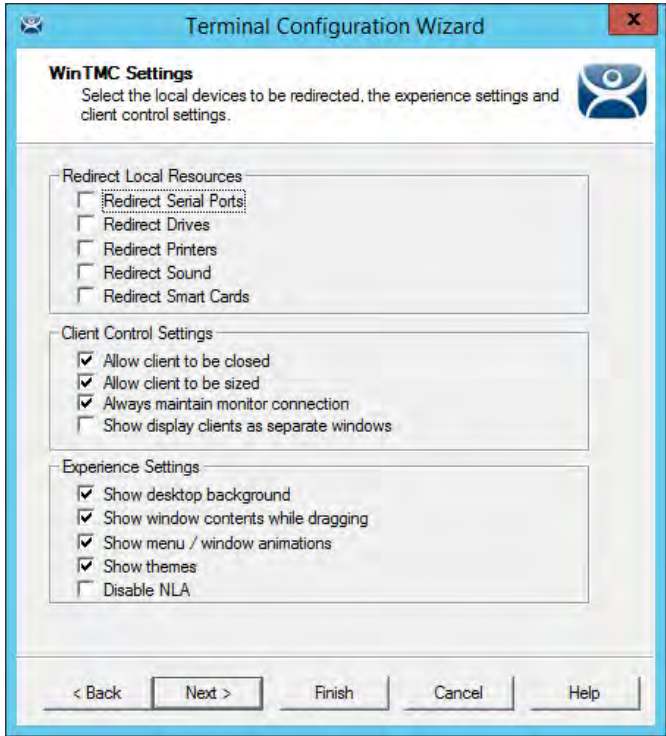 Terminal Configuration Wizard
x
WinTMC Settings
Select the local devices to be redirected, the experience settings and
client control settings.
Redirect Local Resources
Redirect Serial Ports
Redirect Drives
Redirect Printers
Redirect Sound
Redirect Smart Cards
Client Control Settings
Allow client to be closed
Allow client to be sized
Always maintain monitor connection
Show display clients as separate windows
Experience Settings
Show desktop background
Show window contents while dragging
Show menu / window animations
Show themes
Disable NLA
< Back Next > Finish Cancel Help